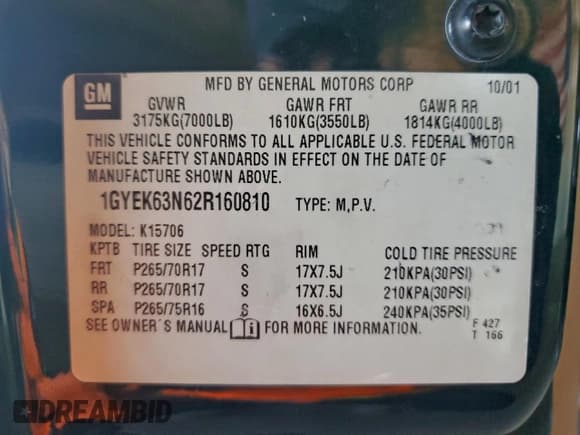 GM
MFD BY GENERAL MOTORS CORP 10/01
GVWR GAWR FRT GAWR RR
3175KG(7000LB) 1610KG(3550LB) 1814KG(4000LB)
THIS VEHICLE CONFORMS TO ALL APPLICABLE U.S. FEDERAL MOTOR
VEHICLE SAFETY STANDARDS IN EFFECT ON THE DATE OF
MANUFACTURE SHOWN ABOVE.
1GYEK63N62R160810 TYPE: M,P.V.
MODEL: K15706
KPTB TIRE SIZE SPEED RTG RIM COLD TIRE PRESSURE
FRT P265/70R17 S 17X7.5J 210KPA(30PSI)
RR P265/70R17 S 17X7.5J 210KPA(30PSI)
SPA P265/75R16 S 16X6.5J 240KPA(35PSI)
SEE OWNER'S MANUAL FOR MORE INFORMATION. F 427
T 166
DREAMBID